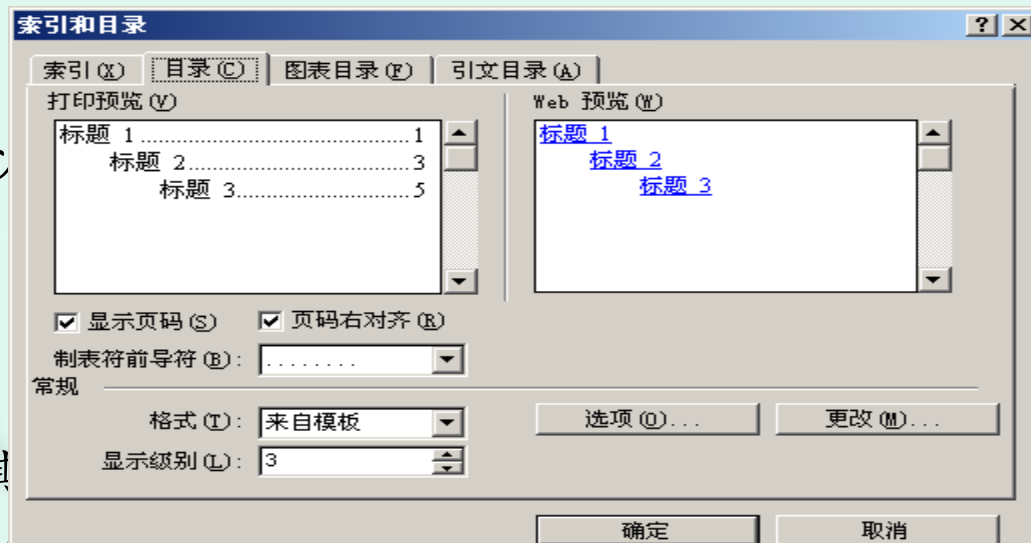 索引和目录
索引(X) 目录(C) 图表目录(F) 引文目录(A)
打印预览(V) Web 预览(W)
标题 1......................................1 标题 1
标题 2...............................3 标题 2
标题 3........................5 标题 3
显示页码(S) 页码右对齐(R)
制表符前导符(B): ........
常规
格式(T): 来自模板 选项(O)... 更改(M)...
显示级别(L): 3
确定 取消